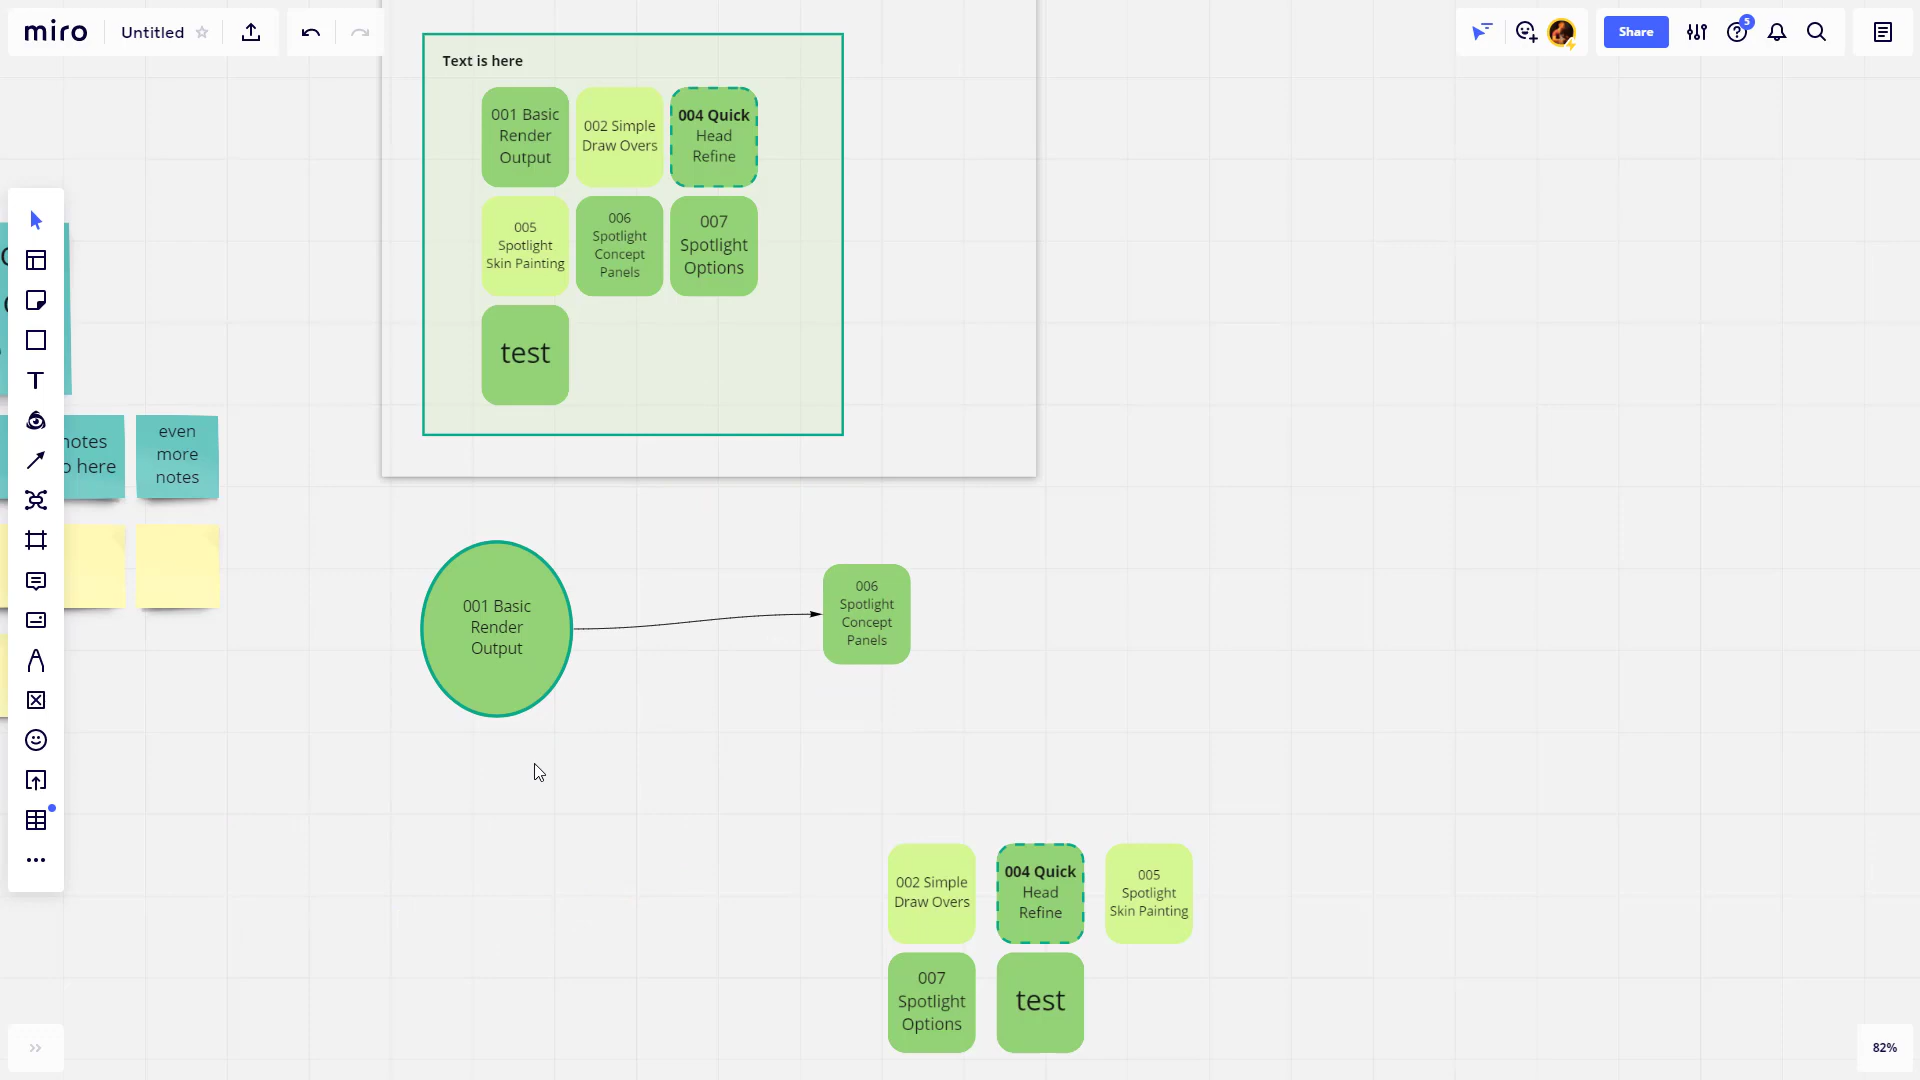 miro
Untitled
Share
5
Text is here
001 Basic
Render
Output
002 Simple
Draw Overs
004 Quick
Head
Refine
005
Spotlight
Skin Painting
006
Spotlight
Concept
Panels
007
Spotlight
Options
test
notes
o here
even
more
notes
001 Basic
Render
Output
006
Spotlight
Concept
Panels
002 Simple
Draw Overs
004 Quick
Head
Refine
005
Spotlight
Skin Painting
007
Spotlight
Options
test
82%